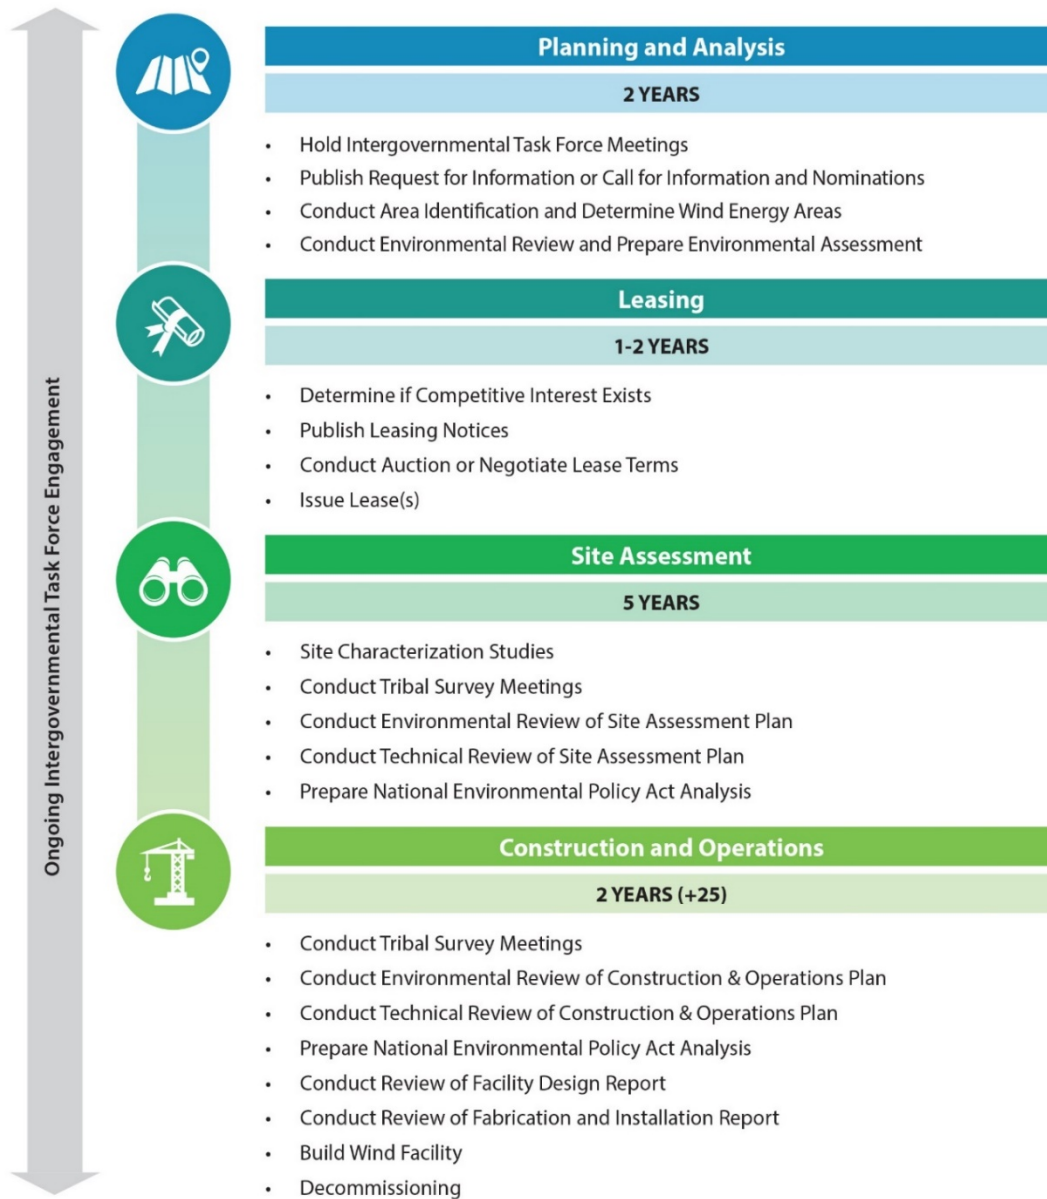 Ongoing Intergovernmental Task Force Engagement
Planning and Analysis
2 YEARS
• Hold Intergovernmental Task Force Meetings
• Publish Request for Information or Call for Information and Nominations
• Conduct Area Identification and Determine Wind Energy Areas
• Conduct Environmental Review and Prepare Environmental Assessment
Leasing
1-2 YEARS
• Determine if Competitive Interest Exists
• Publish Leasing Notices
• Conduct Auction or Negotiate Lease Terms
• Issue Lease(s)
Site Assessment
5 YEARS
• Site Characterization Studies
• Conduct Tribal Survey Meetings
• Conduct Environmental Review of Site Assessment Plan
• Conduct Technical Review of Site Assessment Plan
• Prepare National Environmental Policy Act Analysis
Construction and Operations
2 YEARS (+25)
• Conduct Tribal Survey Meetings
• Conduct Environmental Review of Construction & Operations Plan
• Conduct Technical Review of Construction & Operations Plan
• Prepare National Environmental Policy Act Analysis
• Conduct Review of Facility Design Report
• Conduct Review of Fabrication and Installation Report
• Build Wind Facility
• Decommissioning